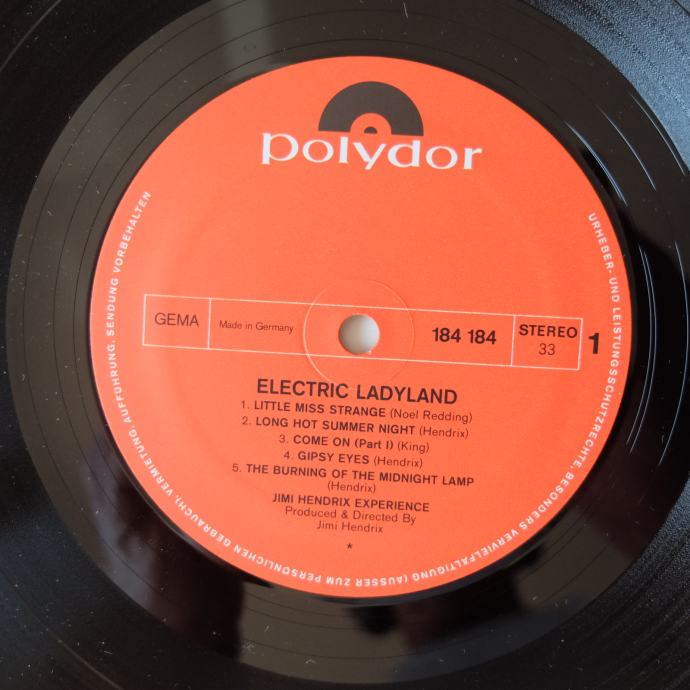 polydor
GEMA
Made in Germany
184 184
STEREO
33
1
ELECTRIC LADYLAND
1. LITTLE MISS STRANGE (Noel Redding)
2. LONG HOT SUMMER NIGHT (Hendrix)
3. COME ON (Part I) (King)
4. GIPSY EYES (Hendrix)
5. THE BURNING OF THE MIDNIGHT LAMP
(Hendrix)
JIMI HENDRIX EXPERIENCE
Produced & Directed By
Jimi Hendrix
*
URHEBER- UND LEISTUNGSSCHUTZRECHTE, BESONDERS VERVIELFÄLTIGUNG (AUSSER ZUM PERSÖNLICHEN GEBRAUCH), VERMIETUNG, AUFFÜHRUNG, SENDUNG VORBEHALTEN